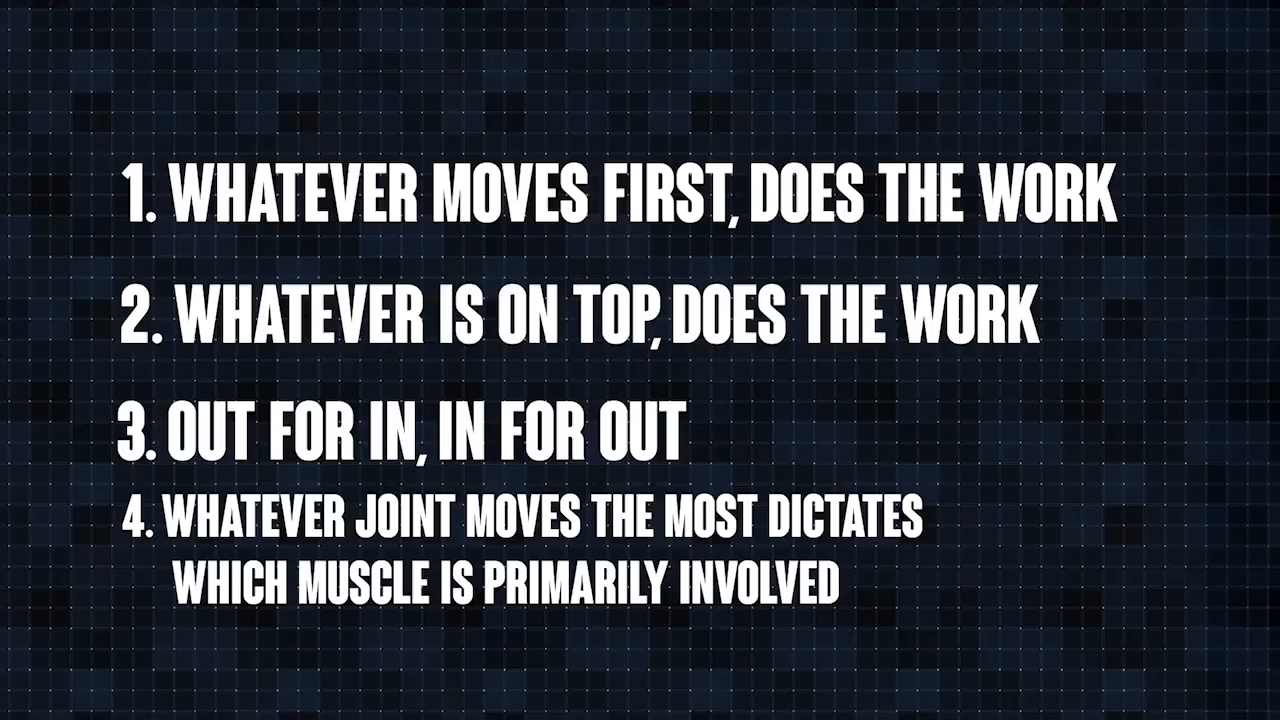 1. WHATEVER MOVES FIRST, DOES THE WORK
2. WHATEVER IS ON TOP, DOES THE WORK
3. OUT FOR IN, IN FOR OUT
4. WHATEVER JOINT MOVES THE MOST DICTATES
WHICH MUSCLE IS PRIMARILY INVOLVED